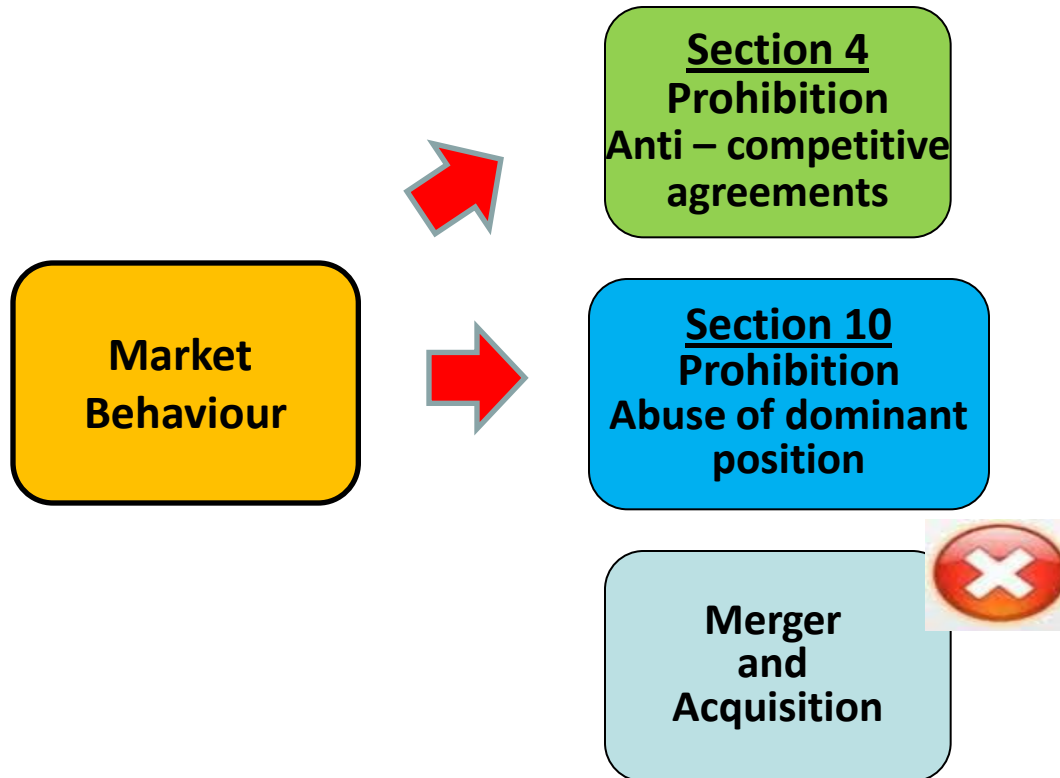 Section 4
Prohibition
Anti – competitive
agreements
Market
Behaviour
Section 10
Prohibition
Abuse of dominant
position
Merger
and
Acquisition